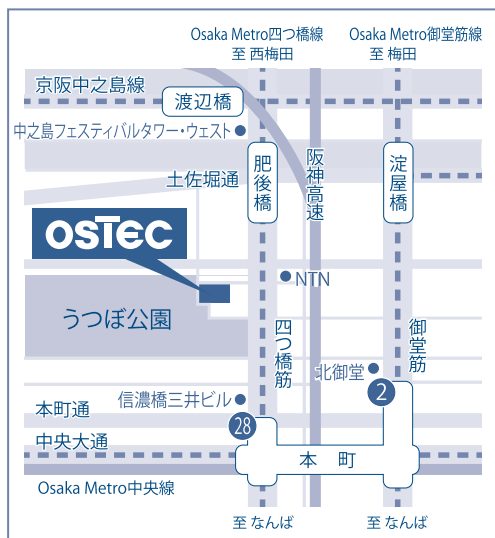 Osaka Metro四つ橋線
至 西梅田
Osaka Metro御堂筋線
至 梅田
京阪中之島線
渡辺橋
中之島フェスティバルタワー・ウェスト
肥後橋
阪神高速
淀屋橋
土佐堀通
OSTEC
NTN
うつぼ公園
四つ橋筋
御堂筋
北御堂
2
信濃橋三井ビル
本町通
28
中央大通
本町
Osaka Metro中央線
至 なんば
至 なんば